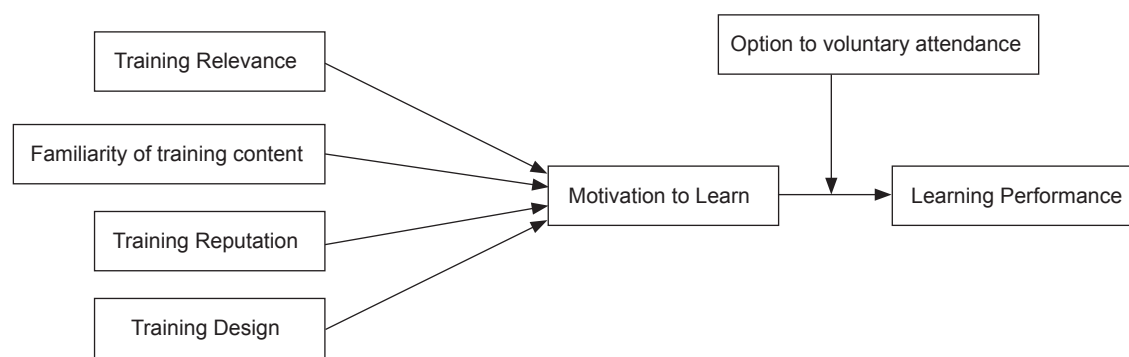 Option to voluntary attendance
Training Relevance
Familiarity of training content
Motivation to Learn
Learning Performance
Training Reputation
Training Design